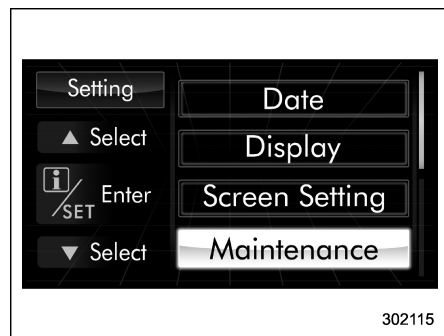 Setting
▲ Select
i/SET Enter
▼ Select
Date
Display
Screen Setting
Maintenance
302115